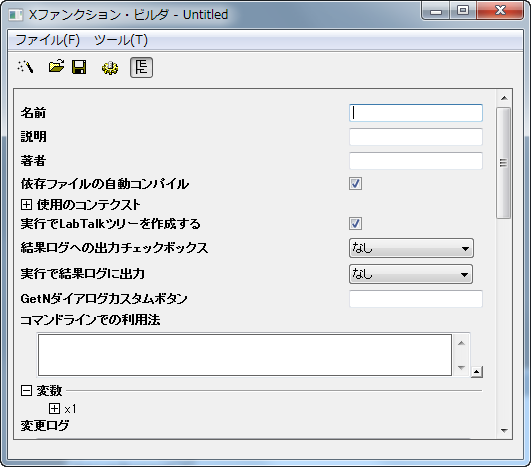 Xファンクション・ビルダ - Untitled
ファイル(F) ツール(T)
名前
説明
著者
依存ファイルの自動コンパイル
使用のコンテクスト
実行でLabTalkツリーを作成する
結果ログへの出力チェックボックス なし
実行で結果ログに出力 なし
GetNダイアログカスタムボタン
コマンドラインでの利用法
変数
x1
変更ログ